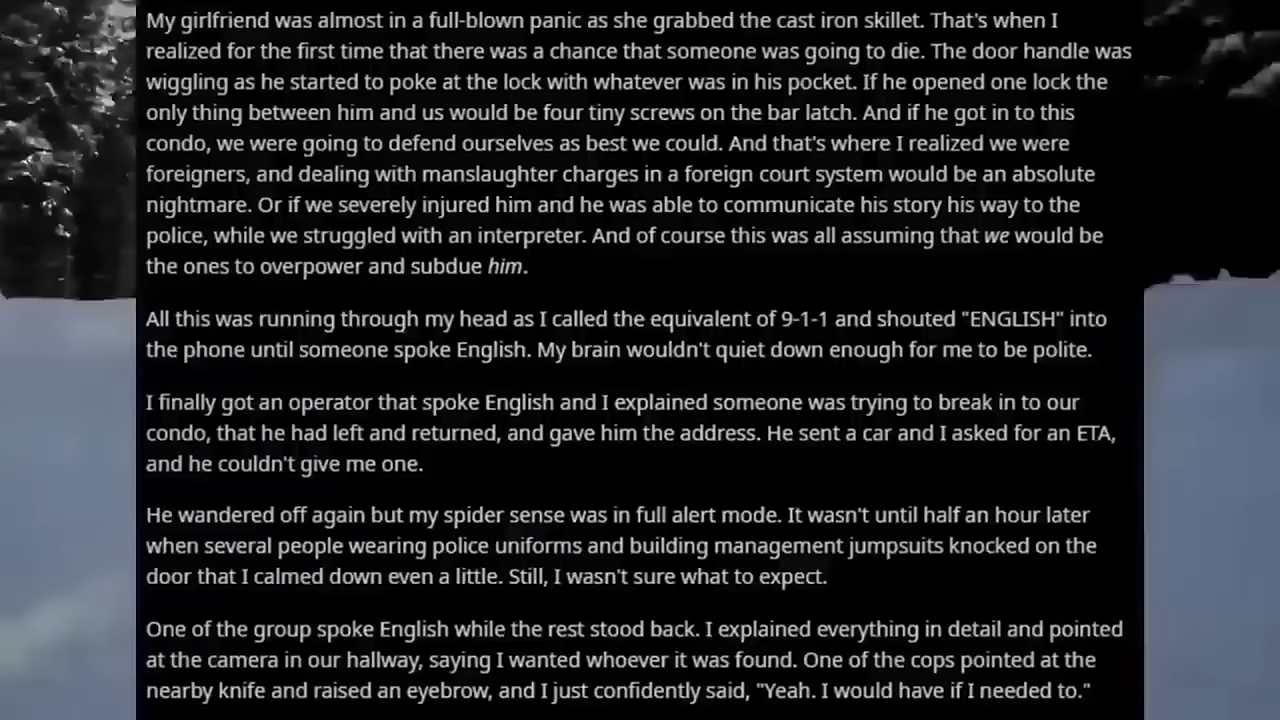 My girlfriend was almost in a full-blown panic as she grabbed the cast iron skillet. That's when I
realized for the first time that there was a chance that someone was going to die. The door handle was
wiggling as he started to poke at the lock with whatever was in his pocket. If he opened one lock the
only thing between him and us would be four tiny screws on the bar latch. And if he got in to this
condo, we were going to defend ourselves as best we could. And that's where I realized we were
foreigners, and dealing with manslaughter charges in a foreign court system would be an absolute
nightmare. Or if we severely injured him and he was able to communicate his story his way to the
police, while we struggled with an interpreter. And of course this was all assuming that we would be
the ones to overpower and subdue him.
All this was running through my head as I called the equivalent of 9-1-1 and shouted "ENGLISH" into
the phone until someone spoke English. My brain wouldn't quiet down enough for me to be polite.
I finally got an operator that spoke English and I explained someone was trying to break in to our
condo, that he had left and returned, and gave him the address. He sent a car and I asked for an ETA,
and he couldn't give me one.
He wandered off again but my spider sense was in full alert mode. It wasn't until half an hour later
when several people wearing police uniforms and building management jumpsuits knocked on the
door that I calmed down even a little. Still, I wasn't sure what to expect.
One of the group spoke English while the rest stood back. I explained everything in detail and pointed
at the camera in our hallway, saying I wanted whoever it was found. One of the cops pointed at the
nearby knife and raised an eyebrow, and I just confidently said, "Yeah. I would have if I needed to."